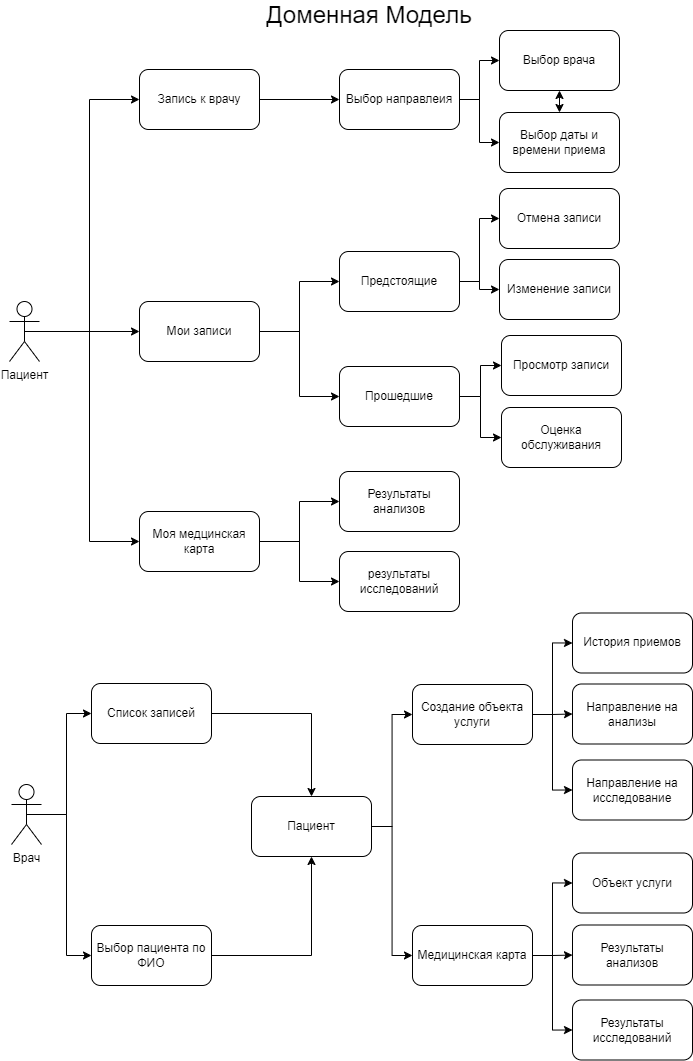 Доменная Модель
Выбор врача
Запись к врачу
Выбор направлеия
Выбор даты и
времени приема
Отмена записи
Предстоящие
Изменение записи
Мои записи
Пациент
Просмотр записи
Прошедшие
Оценка
обслуживания
Результаты
анализов
Моя медцинская
карта
результаты
исследований
История приемов
Список записей
Создание объекта
услуги
Направление на
анализы
Направление на
исследование
Пациент
Врач
Объект услуги
Выбор пациента по
ФИО
Медицинская карта
Результаты
анализов
Результаты
исследований